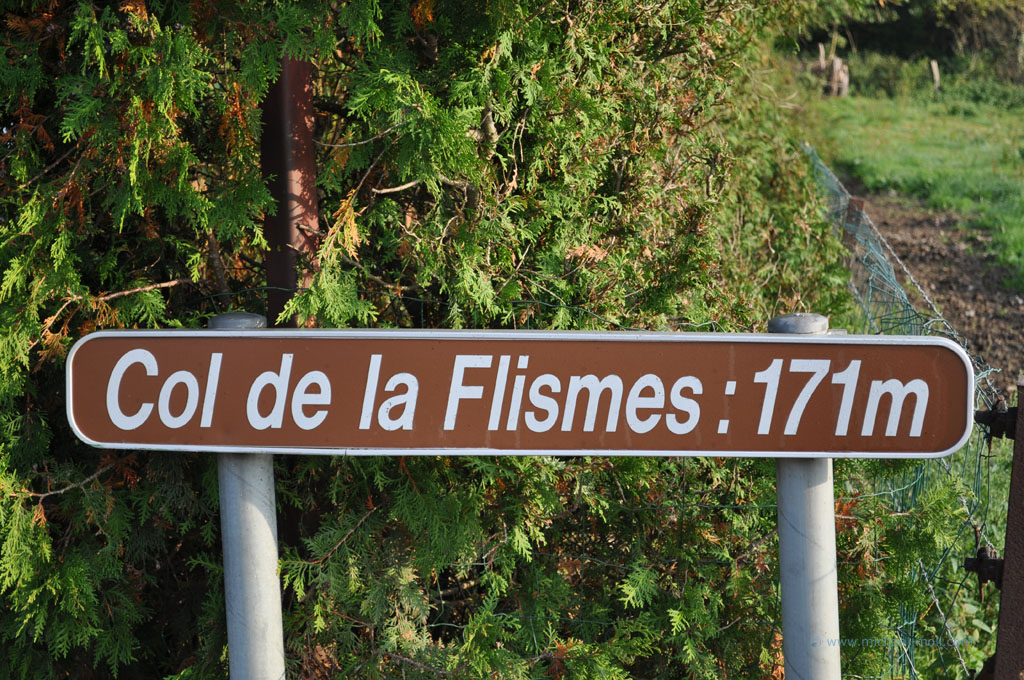 Col de la Flismes : 171m